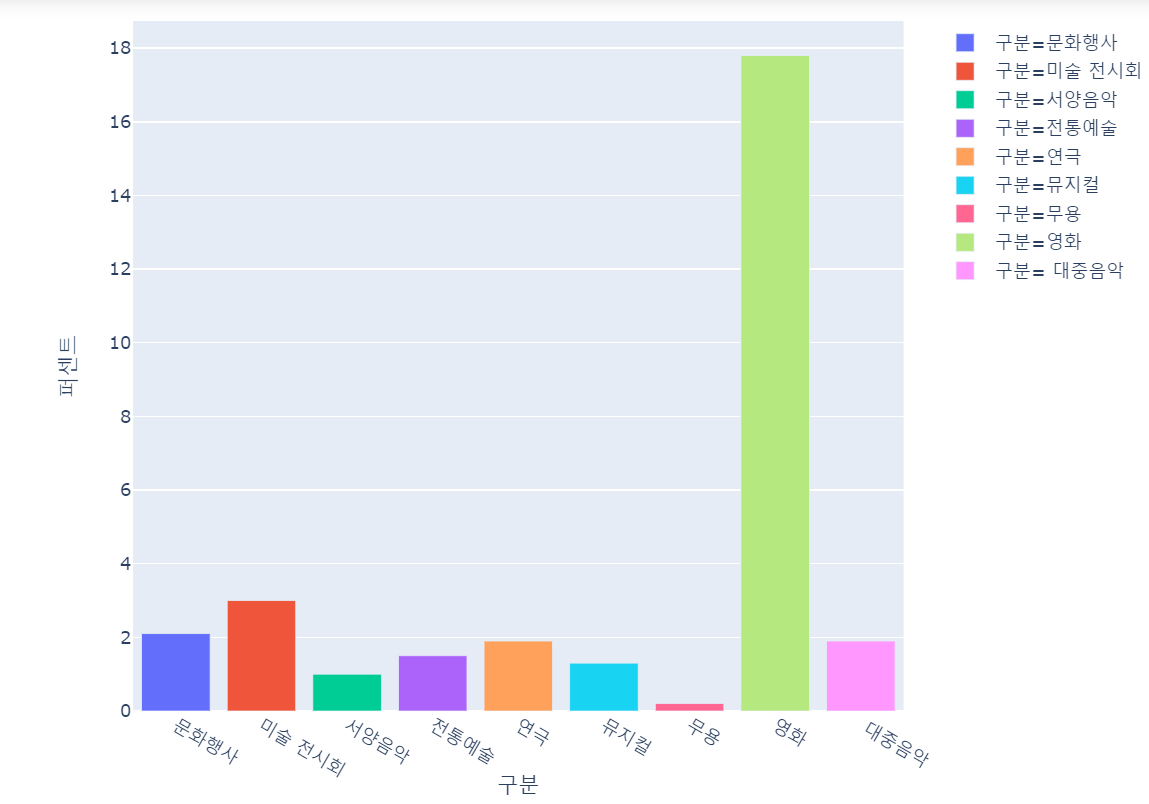 18
16
14
12
10
8
6
4
2
0
퍼센트
문화행사
미술 전시회
서양음악
전통예술
연극
뮤지컬
무용
영화
대중음악
구분
구분=문화행사
구분=미술 전시회
구분=서양음악
구분=전통예술
구분=연극
구분=뮤지컬
구분=무용
구분=영화
구분= 대중음악